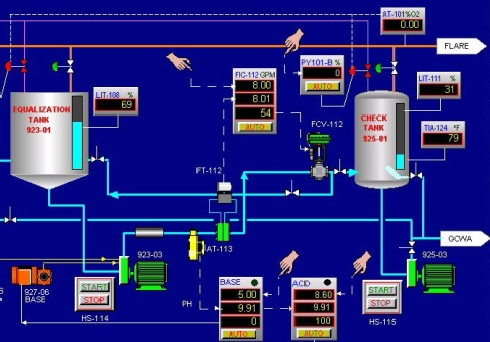 AT-101 %O2
0.00
FLARE
LIT-108 %
69
FIC-112 GPM
8.00
8.01
54
AUTO
PY101-B %
0
AUTO
LIT-111 %
31
EQUALIZATION
TANK
923-01
FCV-112
CHECK
TANK
925-01
TIA-124 °F
79
IFT-112
AT-113
GCWA
923-03
927-06
BASE
START
STOP
HS-114
PH
BASE
5.00
9.91
0
AUTO
ACID
8.60
9.91
100
AUTO
925-03
START
STOP
HS-115